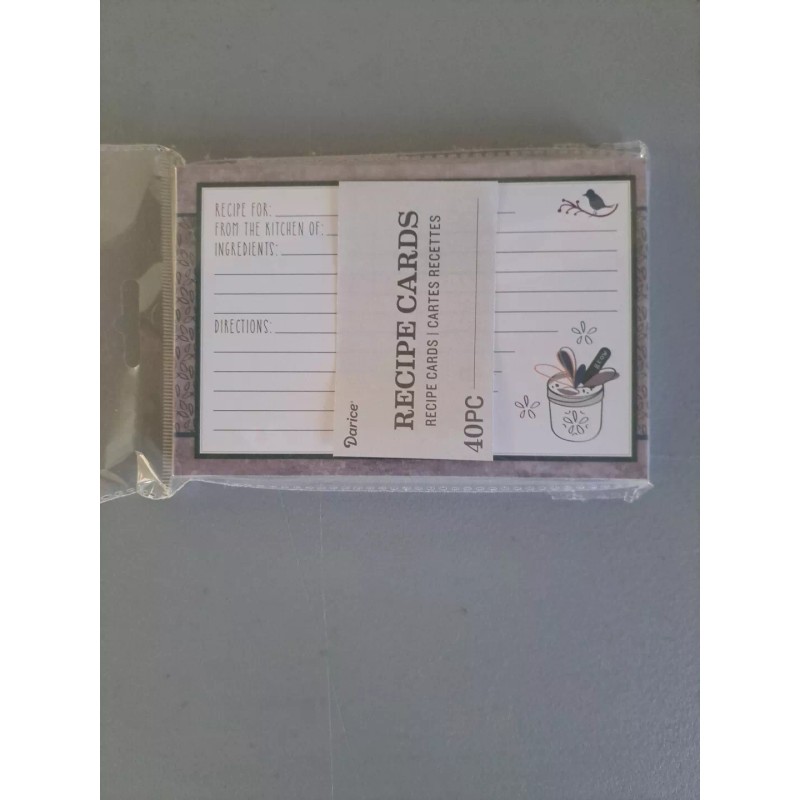 RECIPE FOR:
FROM THE KITCHEN OF:
INGREDIENTS:
DIRECTIONS:
Darice
RECIPE CARDS
RECIPE CARDS | CARTES RECETTES
40PC